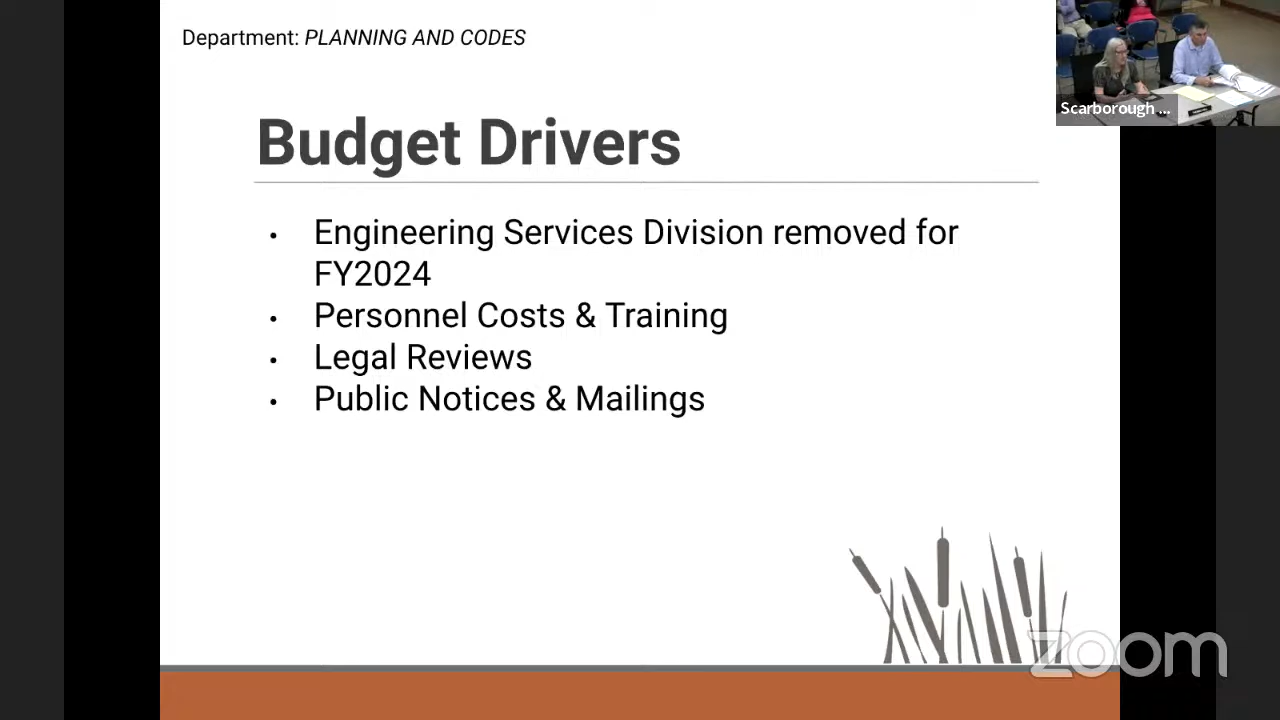 Department: PLANNING AND CODES
Scarborough ...
Budget Drivers
• Engineering Services Division removed for
FY2024
• Personnel Costs & Training
• Legal Reviews
• Public Notices & Mailings
zoom